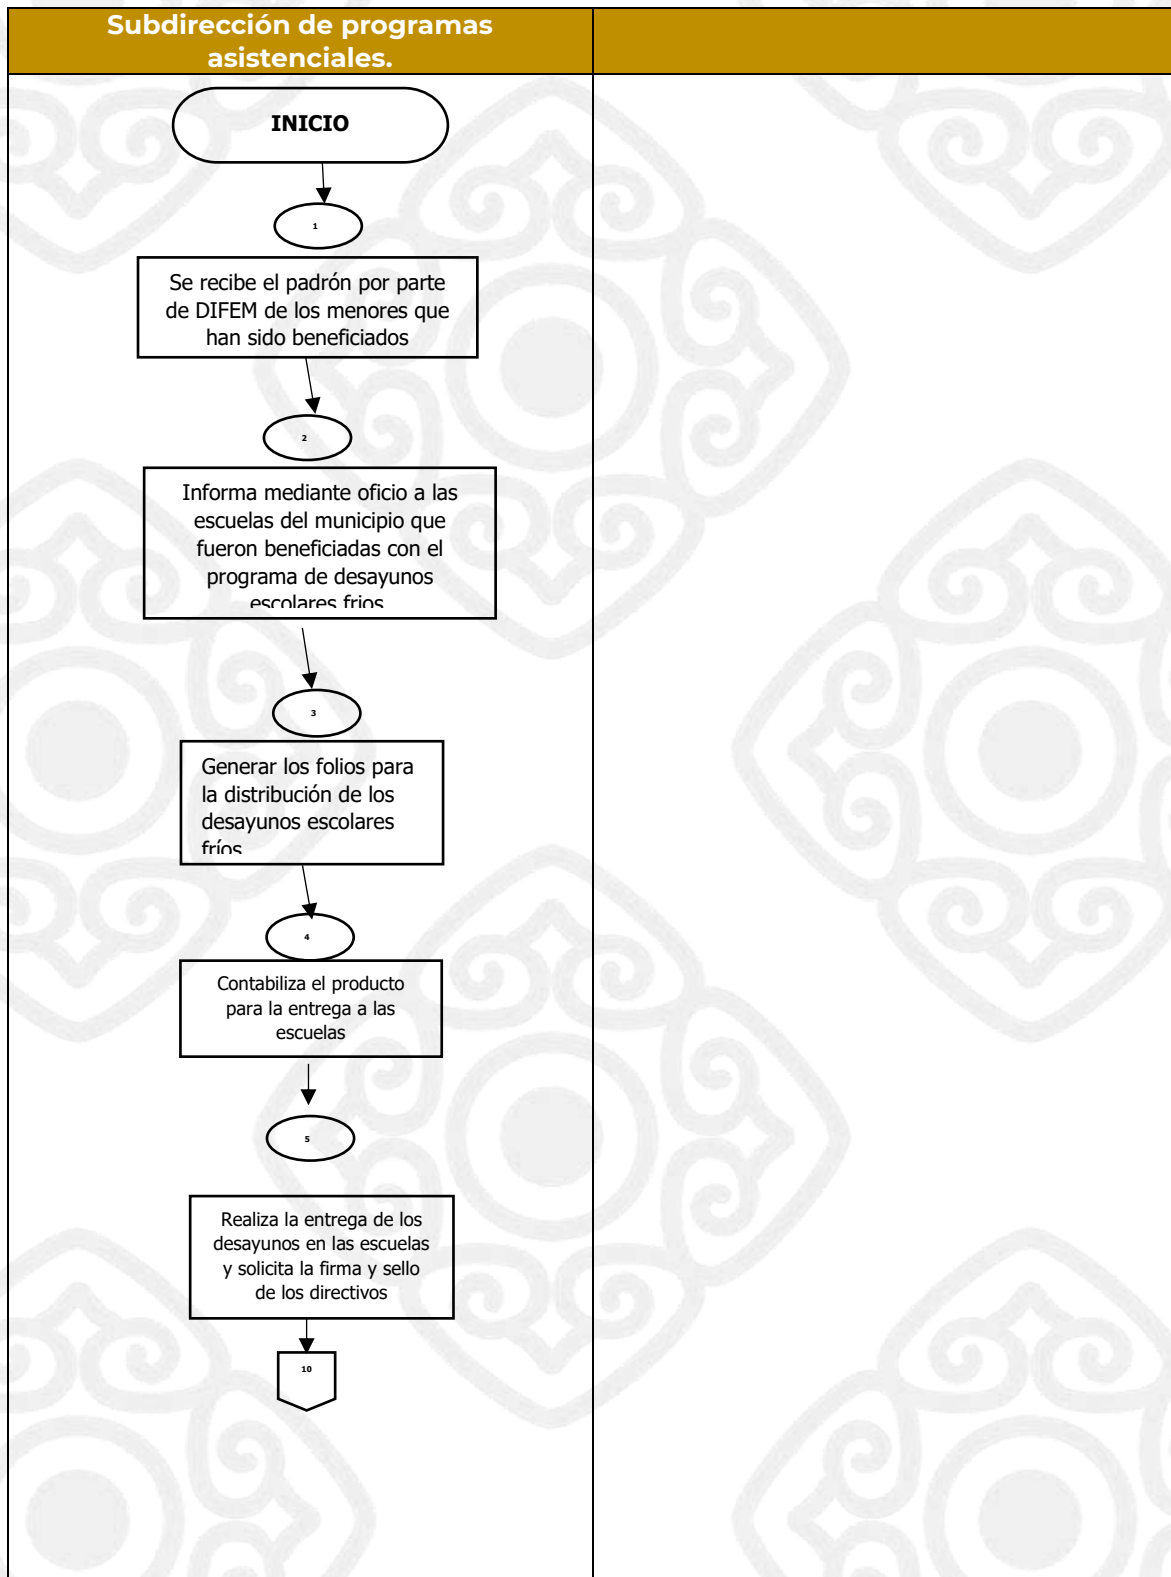 Subdirección de programas
asistenciales.
INICIO
1
Se recibe el padrón por parte
de DIFEM de los menores que
han sido beneficiados
2
Informa mediante oficio a las
escuelas del municipio que
fueron beneficiadas con el
programa de desayunos
escolares frios
3
Generar los folios para
la distribución de los
desayunos escolares
fríos
4
Contabiliza el producto
para la entrega a las
escuelas
5
Realiza la entrega de los
desayunos en las escuelas
y solicita la firma y sello
de los directivos
10